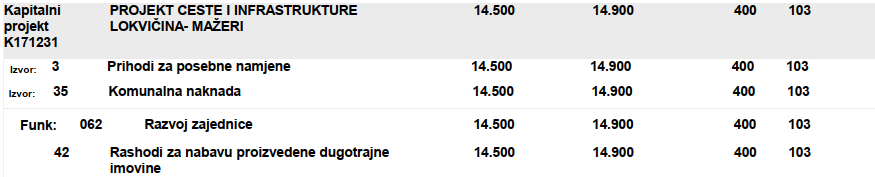 Kapitalni PROJEKT CESTE I INFRASTRUKTURE 14.500 14.900 400 103
projekt LOKVIČINA- MAŽERI
K171231
Izvor: 3 Prihodi za posebne namjene 14.500 14.900 400 103
Izvor: 35 Komunalna naknada 14.500 14.900 400 103
Funk: 062 Razvoj zajednice 14.500 14.900 400 103
42 Rashodi za nabavu proizvedene dugotrajne 14.500 14.900 400 103
imovine